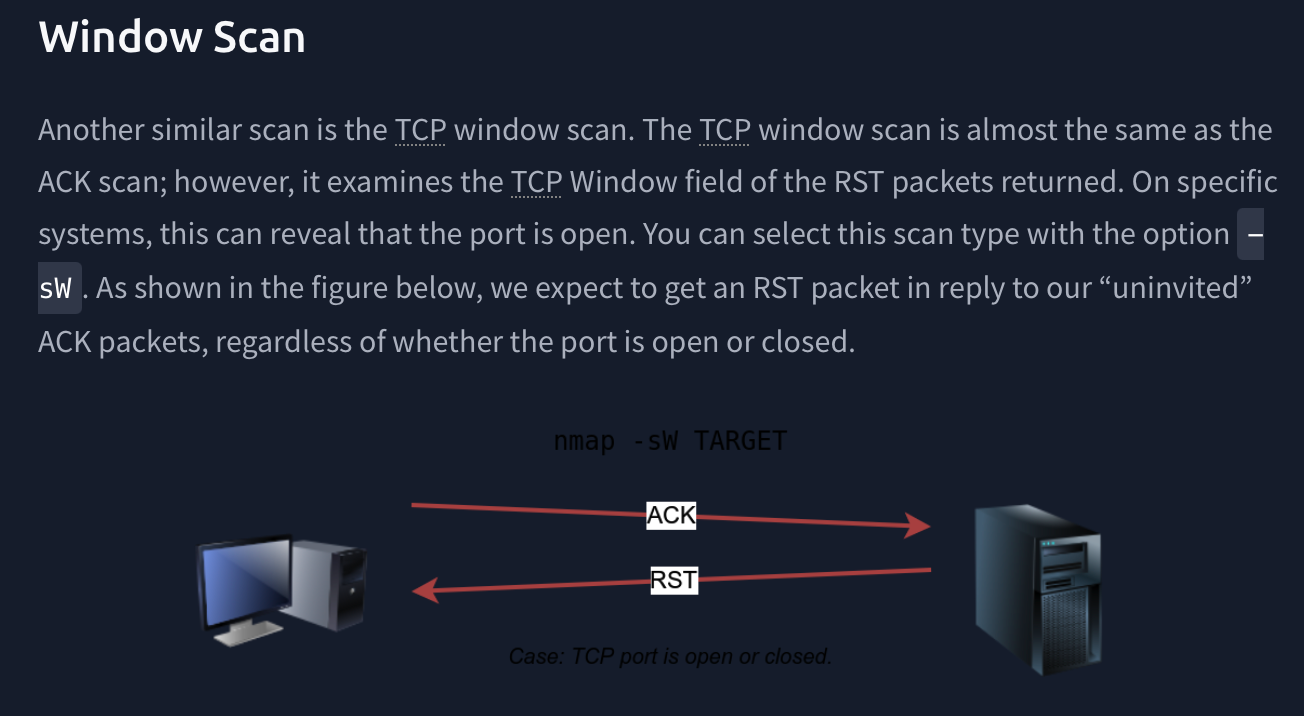 Window Scan
Another similar scan is the TCP window scan. The TCP window scan is almost the same as the
ACK scan; however, it examines the TCP Window field of the RST packets returned. On specific
systems, this can reveal that the port is open. You can select this scan type with the option -
sW . As shown in the figure below, we expect to get an RST packet in reply to our “uninvited”
ACK packets, regardless of whether the port is open or closed.
nmap -sW TARGET
ACK
RST
Case: TCP port is open or closed.